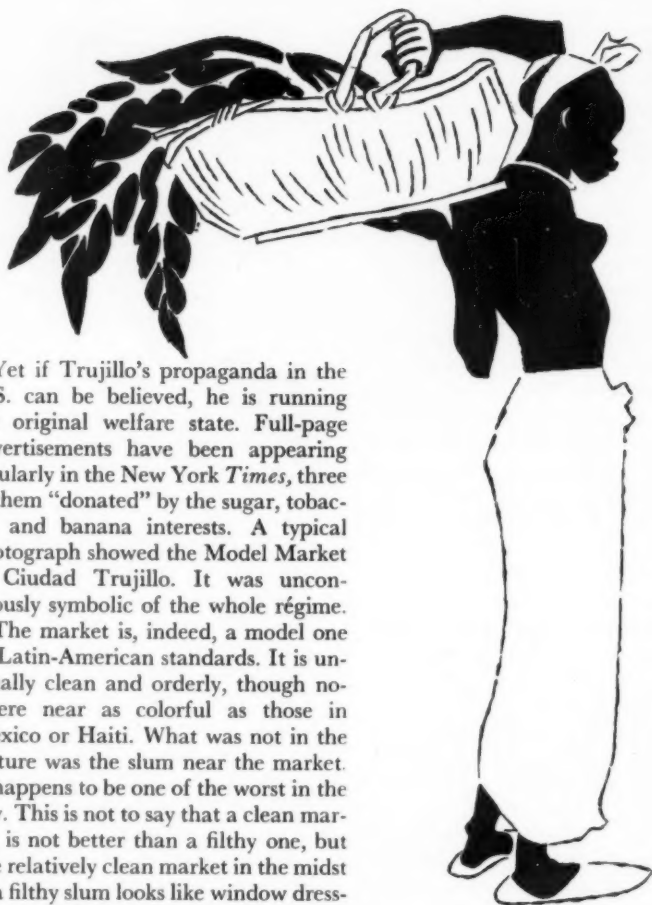 Yet if Trujillo's propaganda in the
S. can be believed, he is running
original welfare state. Full-page
vertisements have been appearing
ularly in the New York Times, three
hem "donated" by the sugar, tobac-
and banana interests. A typical
otograph showed the Model Market
Ciudad Trujillo. It was uncon-
ously symbolic of the whole régime.
The market is, indeed, a model one
Latin-American standards. It is un-
ally clean and orderly, though no-
ere near as colorful as those in
xico or Haiti. What was not in the
ture was the slum near the market.
happens to be one of the worst in the
. This is not to say that a clean mar-
is not better than a filthy one, but
e relatively clean market in the midst
a filthy slum looks like window dress-